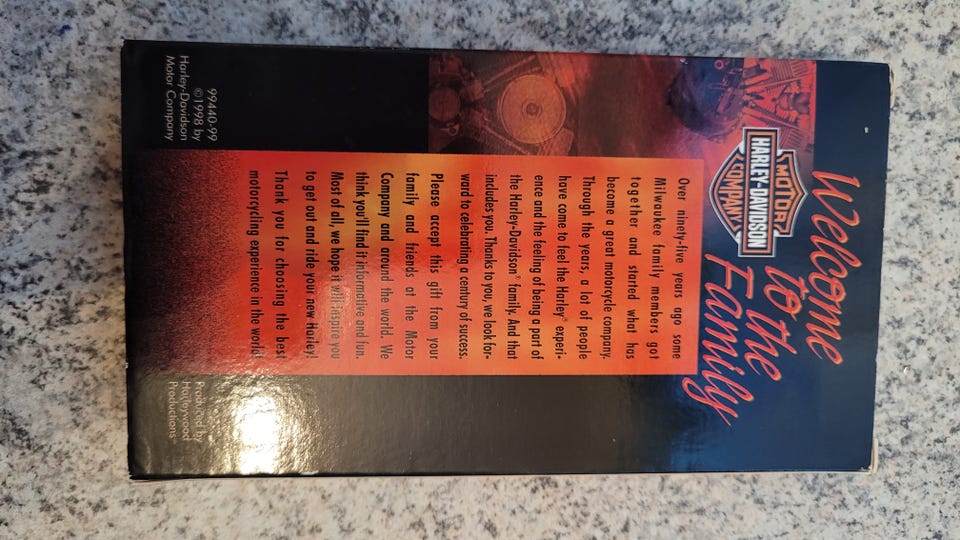 Welcome
to the
Family
MOTOR
HARLEY-DAVIDSON
COMPANY
Over ninety-five years ago some
Milwaukee family members got
together and started what has
become a great motorcycle company.
Through the years, a lot of people
have come to feel the Harley® experi-
ence and the feeling of being a part of
the Harley-Davidson® family. And that
includes you. Thanks to you, we look for-
ward to celebrating a century of success.
Please accept this gift from your
family and friends at the Motor
Company and around the world. We
think you'll find it informative and fun.
Most of all, we hope it will inspire you
to get out and ride your new Harley!
Thank you for choosing the best
motorcycling experience in the world!
99440-99
©1998 by
Harley-Davidson
Motor Company
Produced by
Harleywood
Productions